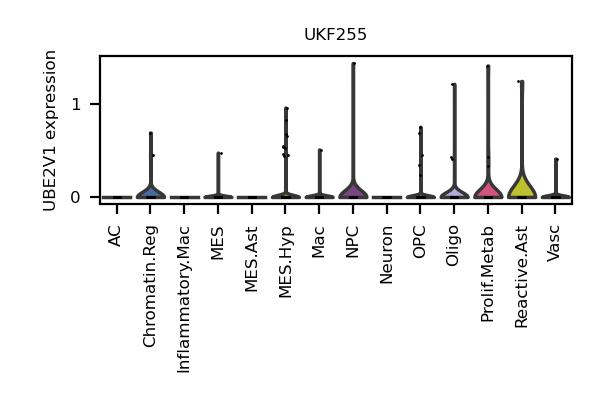 UKF255
UBE2V1 expression
1
0
AC
Chromatin.Reg
Inflammatory.Mac
MES
MES.Ast
MES.Hyp
Mac
NPC
Neuron
OPC
Oligo
Prolif.Metab
Reactive.Ast
Vasc